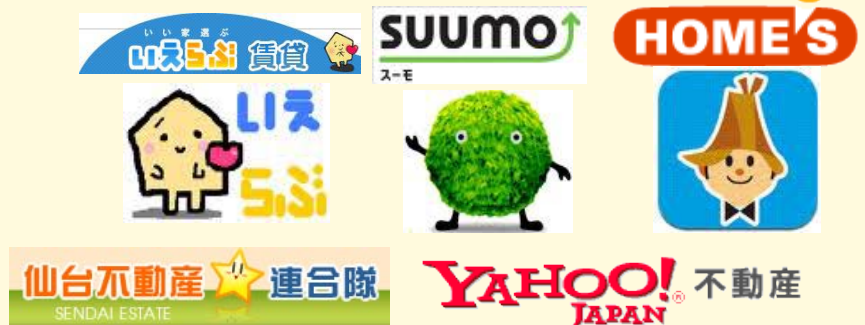 いい家選ぶ
いえらぶ 賃貸
SUUMO
スーモ
HOME'S
いえ
らぶ
仙台不動産 連合隊
SENDAI ESTATE
YAHOO! ® 不動産
JAPAN